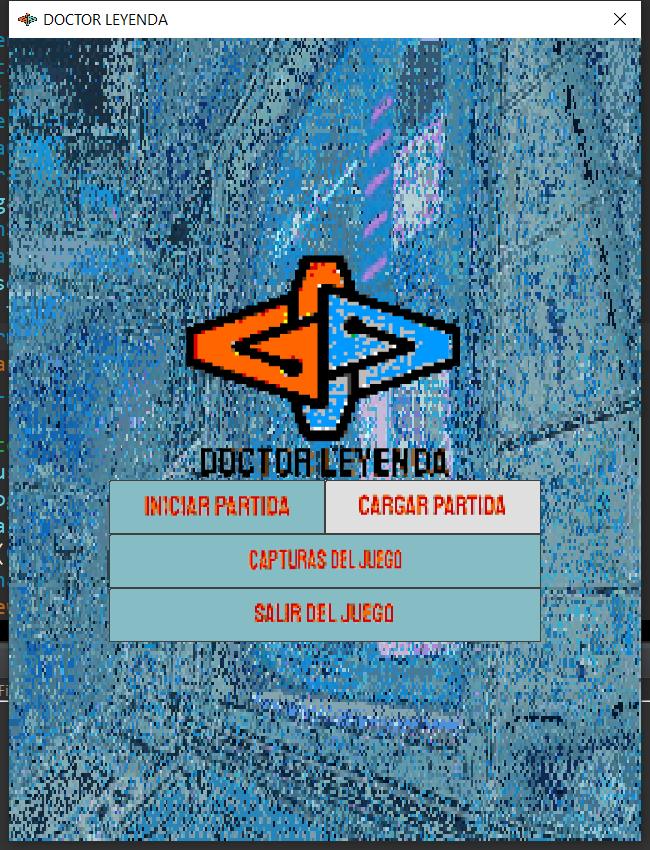 DOCTOR LEYENDA
DOCTOR LEYENDA
INICIAR PARTIDA
CARGAR PARTIDA
CAPTURAS DEL JUEGO
SALIR DEL JUEGO